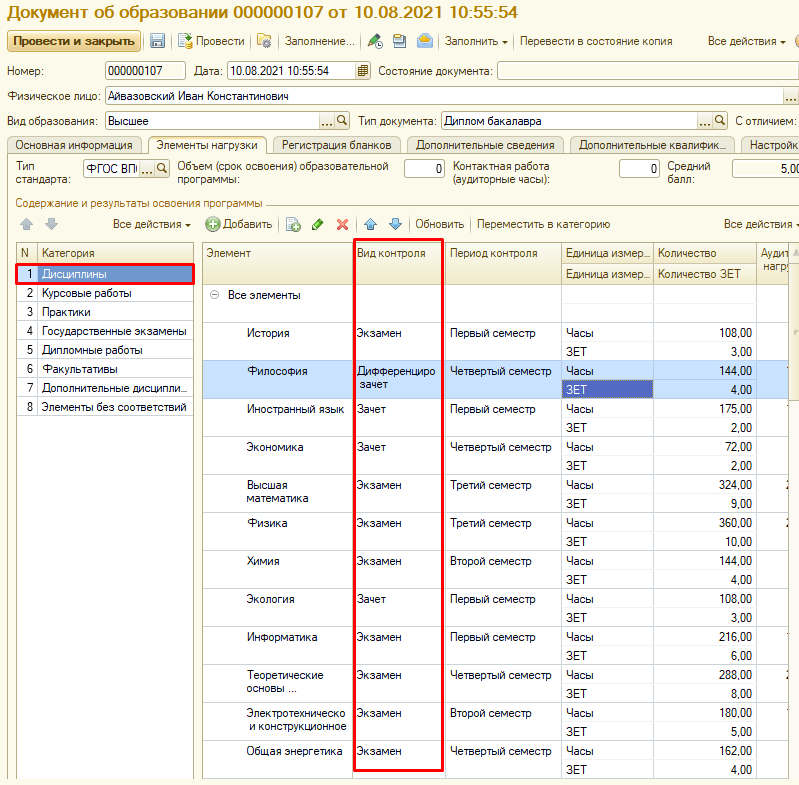 Документ об образовании 000000107 от 10.08.2021 10:55:54
Провести и закрыть Провести Заполнение... Заполнить Перевести в состояние копия Все действия
Номер: 000000107 Дата: 10.08.2021 10:55:54 Состояние документа:
Физическое лицо: Айвазовский Иван Константинович ...
Вид образования: Высшее ... Тип документа: Диплом бакалавра ... С отличием:
Основная информация Элементы нагрузки Регистрация бланков Дополнительные сведения Дополнительные квалифик... Настройк
Тип стандарта: ФГОС ВП ... Объем (срок освоения) образовательной программы: 0 Контактная работа (аудиторные часы): 0 Средний балл: 5,00
Содержание и результаты освоения программы
Все действия Добавить Обновить Переместить в категорию Все действия
N Категория
1 Дисциплины
2 Курсовые работы
3 Практики
4 Государственные экзамены
5 Дипломные работы
6 Факультативы
7 Дополнительные дисципли...
8 Элементы без соответствий
Элемент Вид контроля Период контроля Единица измер... Количество Аудит
Единица измер... Количество ЗЕТ нагру
Все элементы
История Экзамен Первый семестр Часы 108,00
ЗЕТ 3,00
Философия Дифференциро Четвертый семестр Часы 144,00
зачет ЗЕТ 4,00
Иностранный язык Зачет Первый семестр Часы 175,00
ЗЕТ 2,00
Экономика Зачет Четвертый семестр Часы 72,00
ЗЕТ 2,00
Высшая Экзамен Третий семестр Часы 324,00
математика ЗЕТ 9,00
Физика Экзамен Третий семестр Часы 360,00
ЗЕТ 10,00
Химия Экзамен Второй семестр Часы 144,00
ЗЕТ 4,00
Экология Зачет Первый семестр Часы 108,00
ЗЕТ 3,00
Информатика Экзамен Первый семестр Часы 216,00
ЗЕТ 6,00
Теоретические Экзамен Четвертый семестр Часы 288,00
основы ... ЗЕТ 8,00
Электротехническо Экзамен Второй семестр Часы 180,00
и конструкционное ЗЕТ 5,00
Общая энергетика Экзамен Четвертый семестр Часы 162,00
ЗЕТ 4,00